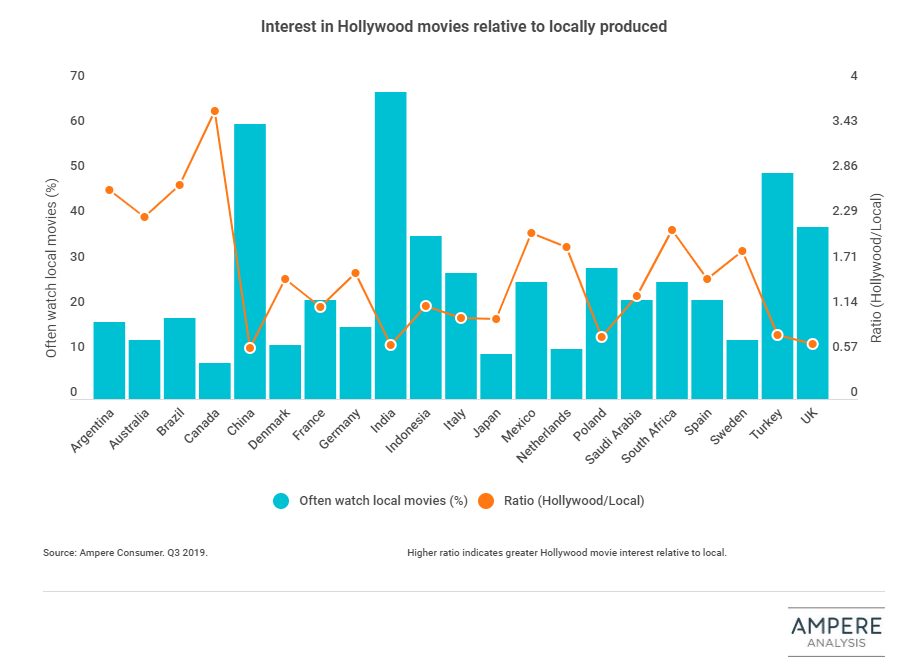 Interest in Hollywood movies relative to locally produced
70
60
50
40
30
20
10
0
Often watch local movies (%)
4
3.43
2.86
2.29
1.71
1.14
0.57
0
Ratio (Hollywood/Local)
Argentina
Australia
Brazil
Canada
China
Denmark
France
Germany
India
Indonesia
Italy
Japan
Mexico
Netherlands
Poland
Saudi Arabia
South Africa
Spain
Sweden
Turkey
UK
Often watch local movies (%) Ratio (Hollywood/Local)
Source: Ampere Consumer. Q3 2019. Higher ratio indicates greater Hollywood movie interest relative to local.
AMPERE
ANALYSIS